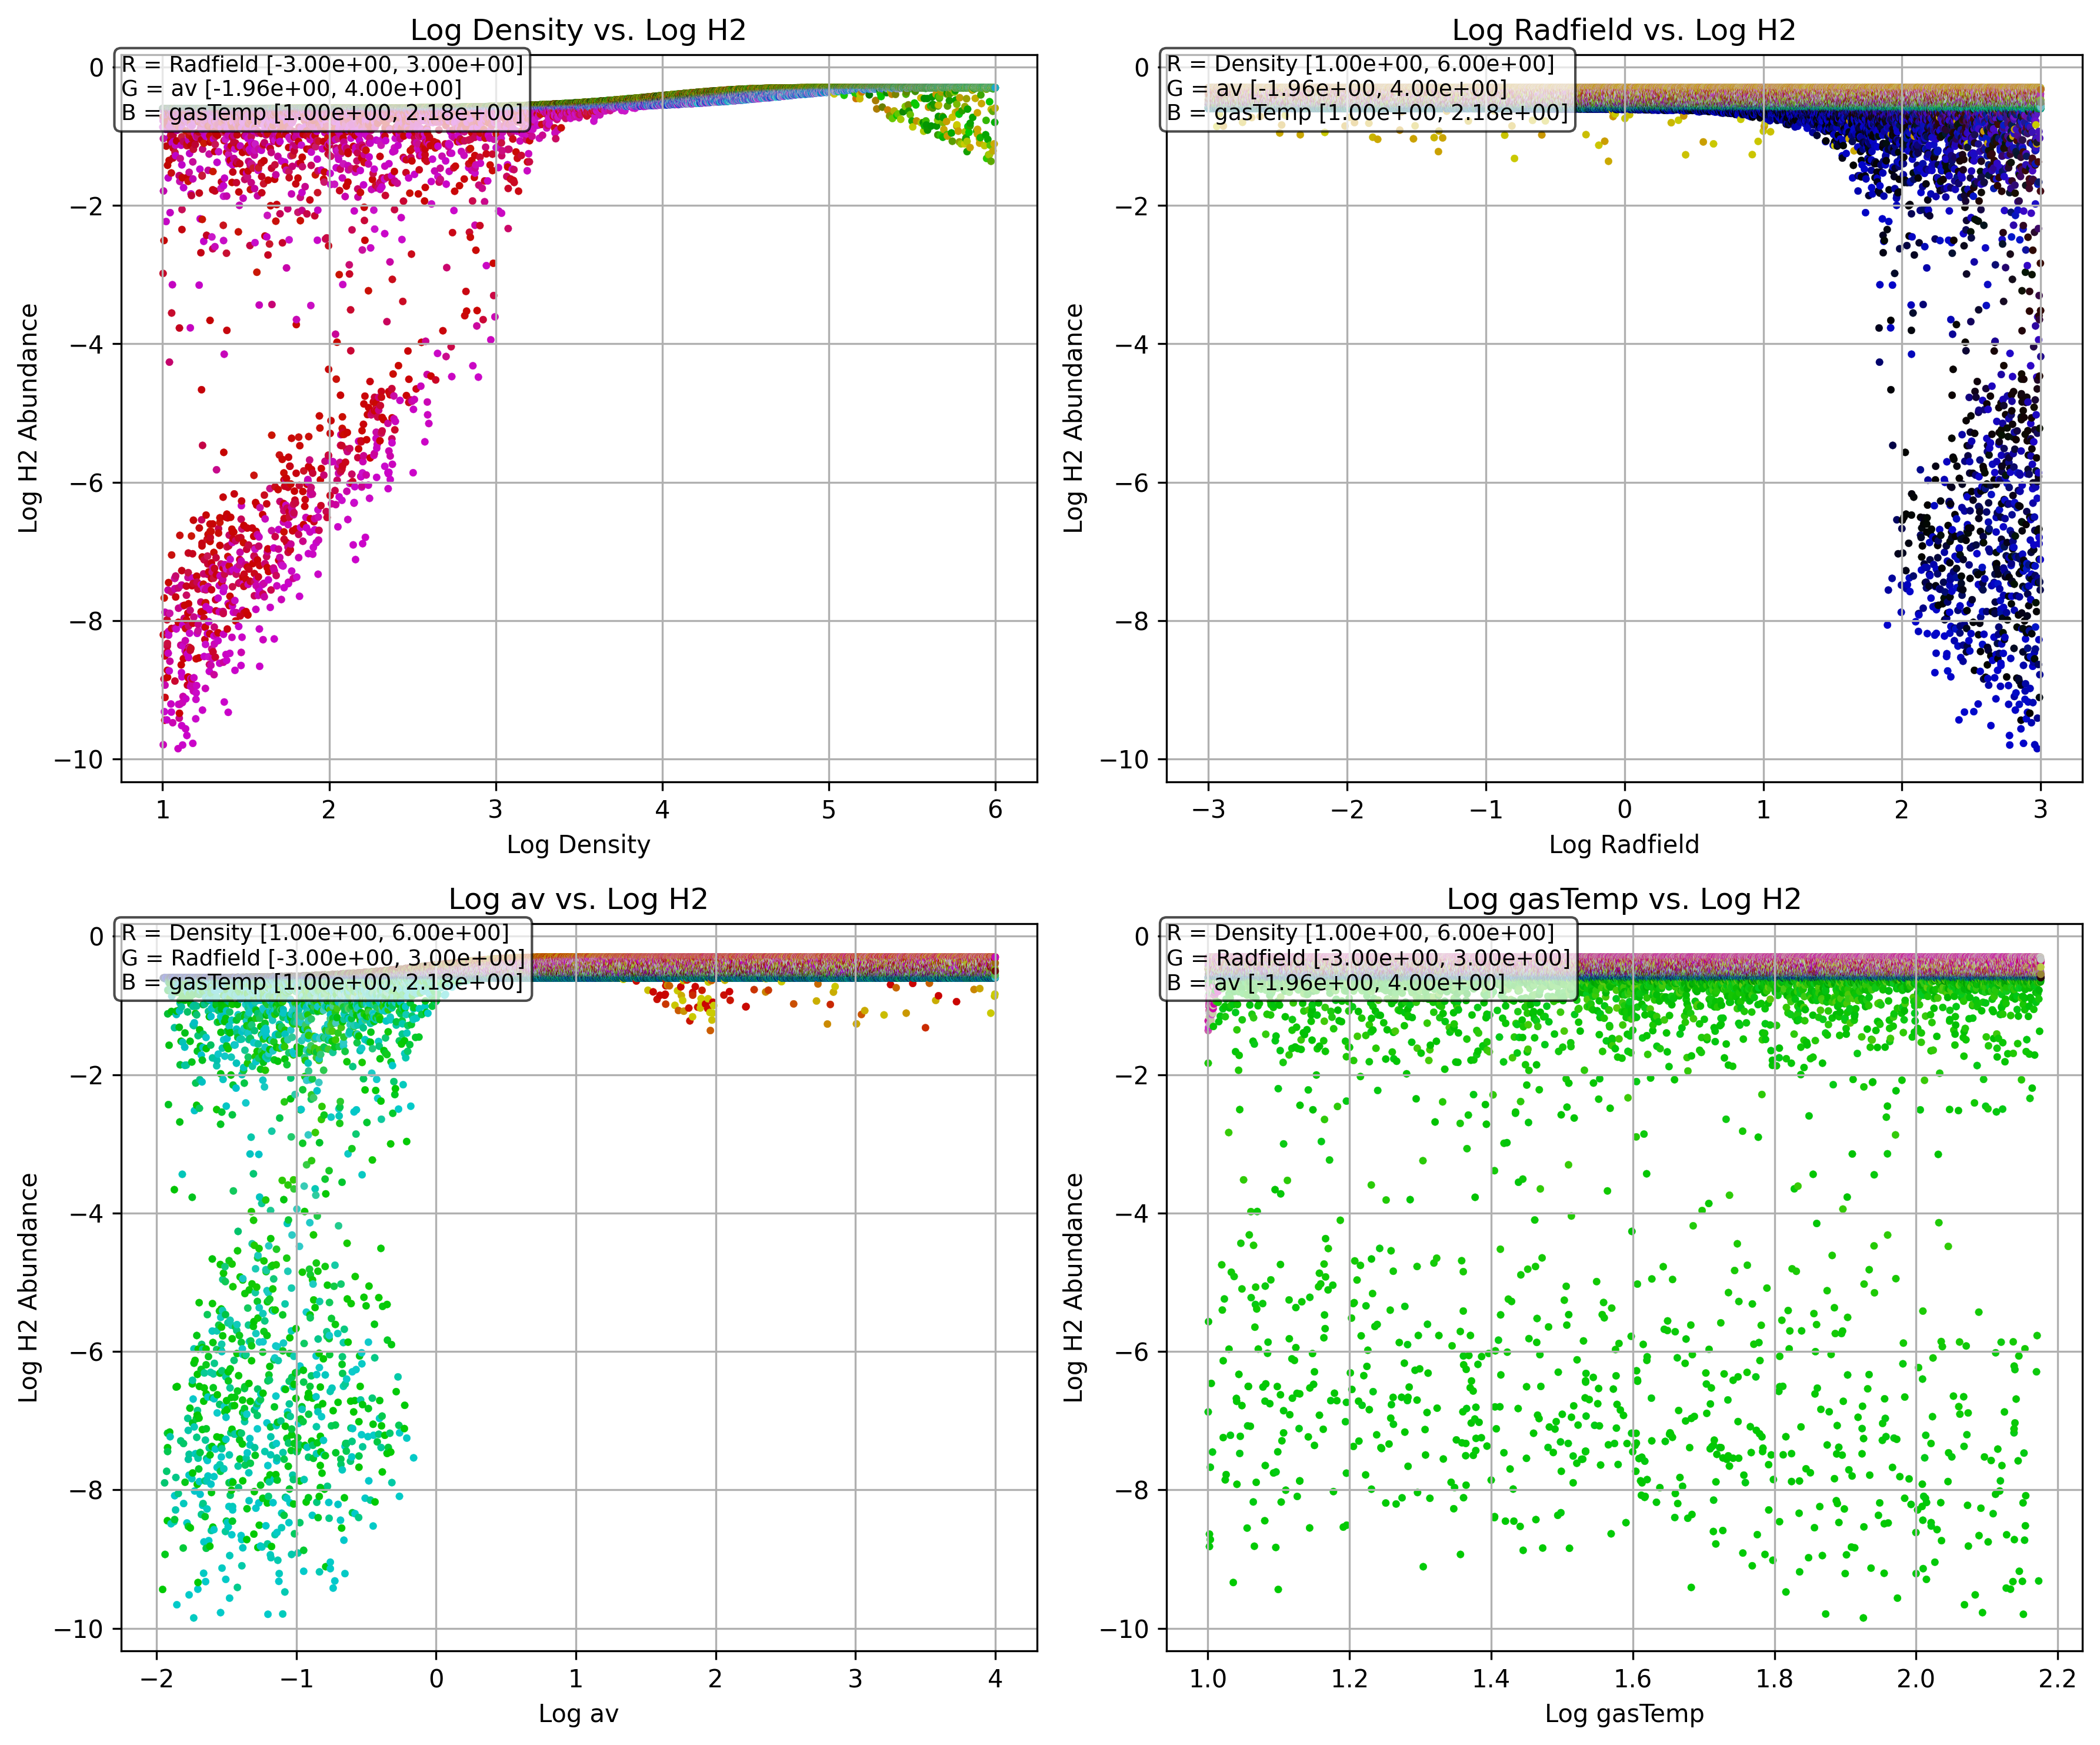 Log Density vs. Log H2
R = Radfield [-3.00e+00, 3.00e+00]
G = av [-1.96e+00, 4.00e+00]
B = gasTemp [1.00e+00, 2.18e+00]
0
−2
−4
−6
−8
−10
Log H2 Abundance
1 2 3 4 5 6
Log Density
Log Radfield vs. Log H2
R = Density [1.00e+00, 6.00e+00]
G = av [-1.96e+00, 4.00e+00]
B = gasTemp [1.00e+00, 2.18e+00]
0
−2
−4
−6
−8
−10
Log H2 Abundance
−3 −2 −1 0 1 2 3
Log Radfield
Log av vs. Log H2
R = Density [1.00e+00, 6.00e+00]
G = Radfield [-3.00e+00, 3.00e+00]
B = gasTemp [1.00e+00, 2.18e+00]
0
−2
−4
−6
−8
−10
Log H2 Abundance
−2 −1 0 1 2 3 4
Log av
Log gasTemp vs. Log H2
R = Density [1.00e+00, 6.00e+00]
G = Radfield [-3.00e+00, 3.00e+00]
B = av [-1.96e+00, 4.00e+00]
0
−2
−4
−6
−8
−10
Log H2 Abundance
1.0 1.2 1.4 1.6 1.8 2.0 2.2
Log gasTemp